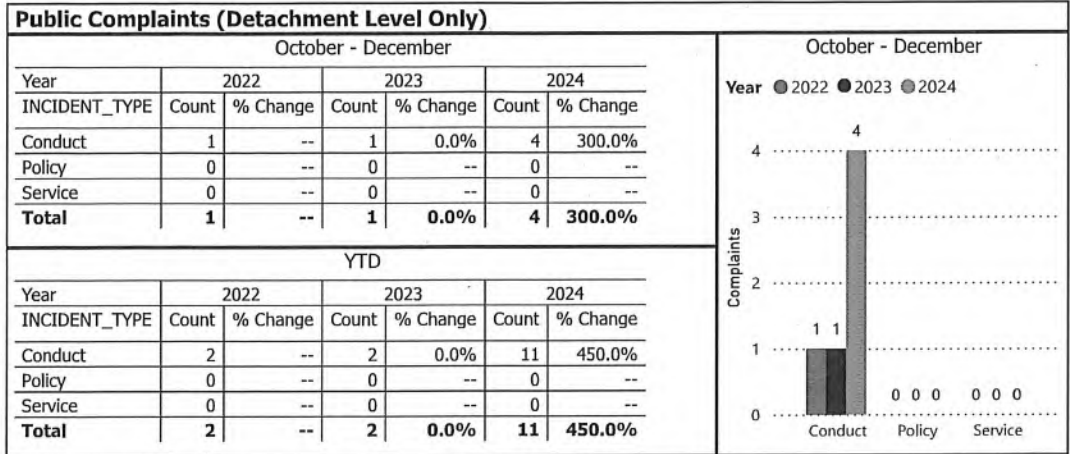 Public Complaints (Detachment Level Only)
October - December
Year 2022 2023 2024
INCIDENT_TYPE Count % Change Count % Change Count % Change
Conduct 1 -- 1 0.0% 4 300.0%
Policy 0 -- 0 -- 0 --
Service 0 -- 0 -- 0 --
Total 1 -- 1 0.0% 4 300.0%
YTD
Year 2022 2023 2024
INCIDENT_TYPE Count % Change Count % Change Count % Change
Conduct 2 -- 2 0.0% 11 450.0%
Policy 0 -- 0 -- 0 --
Service 0 -- 0 -- 0 --
Total 2 -- 2 0.0% 11 450.0%
October - December
Year 2022 2023 2024
4
4
3
Complaints
2
1 1
1
0 0 0 0 0 0
0
Conduct Policy Service